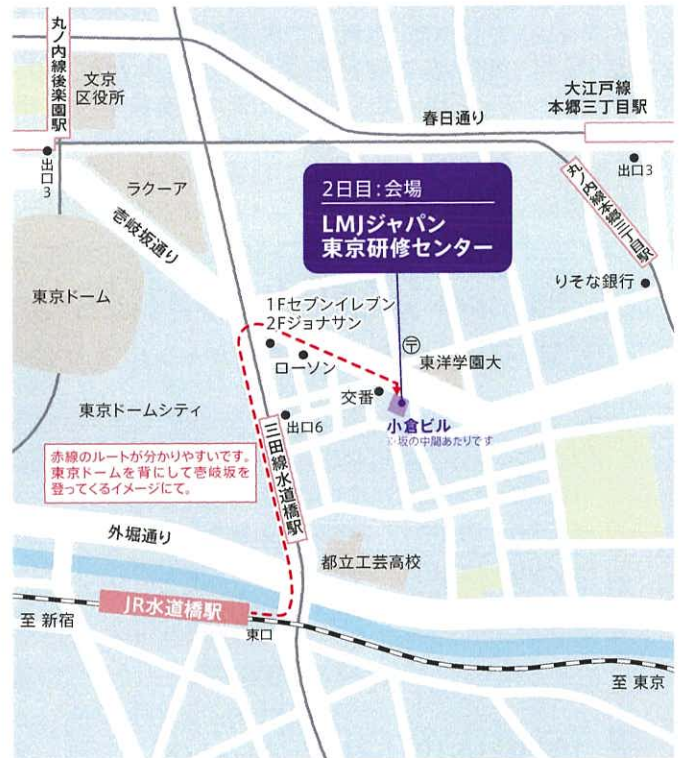 丸ノ内線後楽園駅
文京
区役所
大江戸線
本郷三丁目駅
春日通り
出口3
出口3
丸ノ内線本郷三丁目駅
ラクーア
2日目:会場
LMJジャパン
東京研修センター
壱岐坂通り
りそな銀行
東京ドーム
1Fセブンイレブン
2Fジョナサン
〒
ローソン
東洋学園大
交番
東京ドームシティ
出口6
小倉ビル
※坂の中間あたりです
三田線水道橋駅
赤線のルートが分かりやすいです。
東京ドームを背にして壱岐坂を
登ってくるイメージにて。
外堀通り
都立工芸高校
JR水道橋駅
至 新宿
東口
至 東京